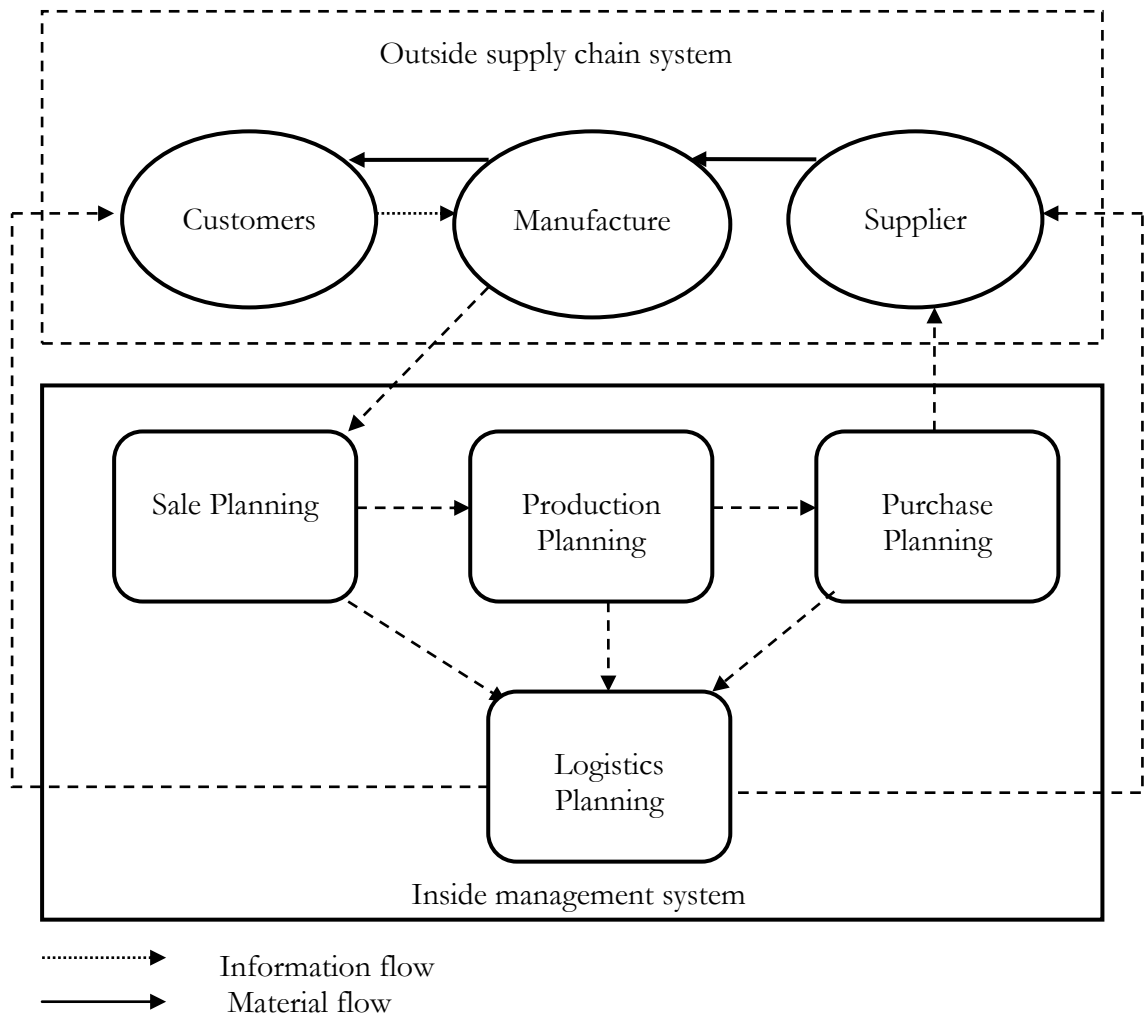 Outside supply chain system
Customers
Manufacture
Supplier
Sale Planning
Production
Planning
Purchase
Planning
Logistics
Planning
Inside management system
Information flow
Material flow